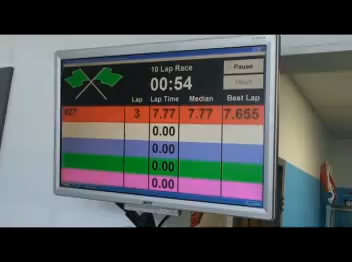 10 Lap Race
Pause
00:54
Lap Lap Time Median Best Lap
3 7.77 7.77 7.655
0.00
0.00
0.00
0.00
acer